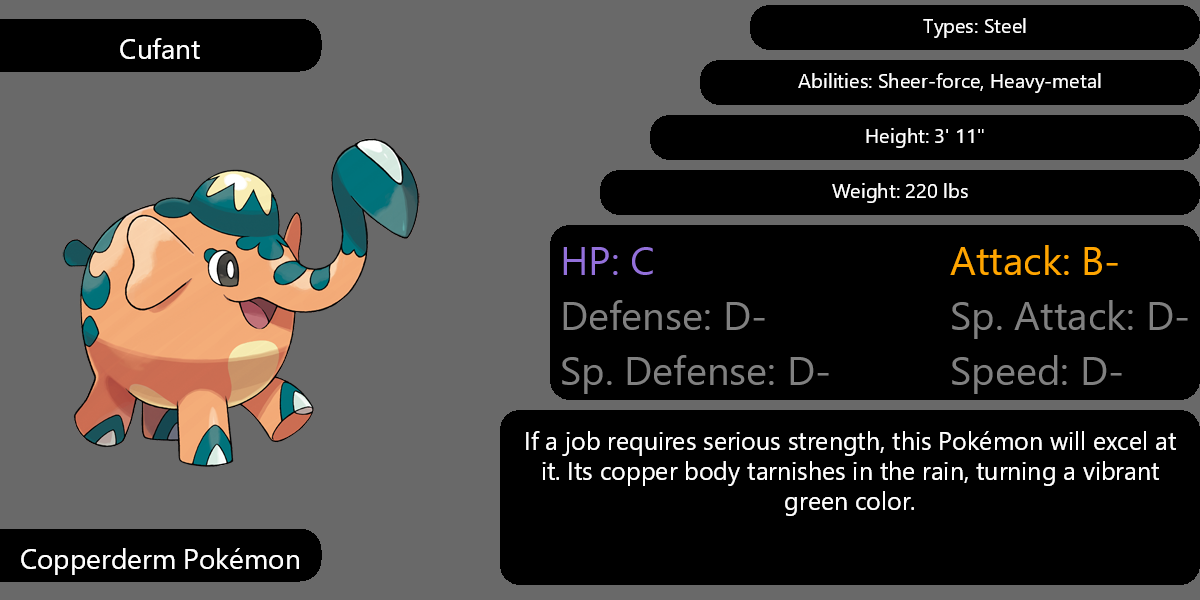 Cufant
Types: Steel
Abilities: Sheer-force, Heavy-metal
Height: 3' 11"
Weight: 220 lbs
HP: C
Attack: B-
Defense: D-
Sp. Attack: D-
Sp. Defense: D-
Speed: D-
If a job requires serious strength, this Pokémon will excel at
it. Its copper body tarnishes in the rain, turning a vibrant
green color.
Copperderm Pokémon